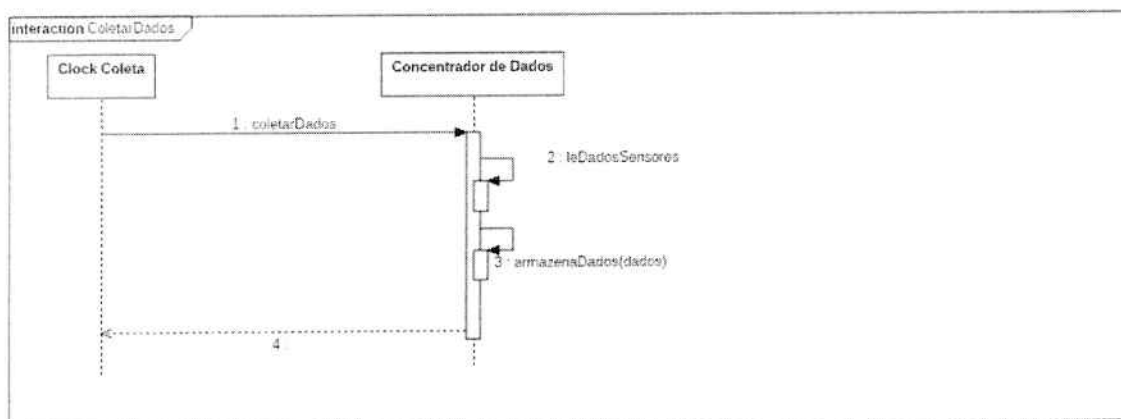 interaction ColetarDados
Clock Coleta
Concentrador de Dados
1 : coletarDados
2 : leDadosSensores
3 : armazenaDados(dados)
4 :